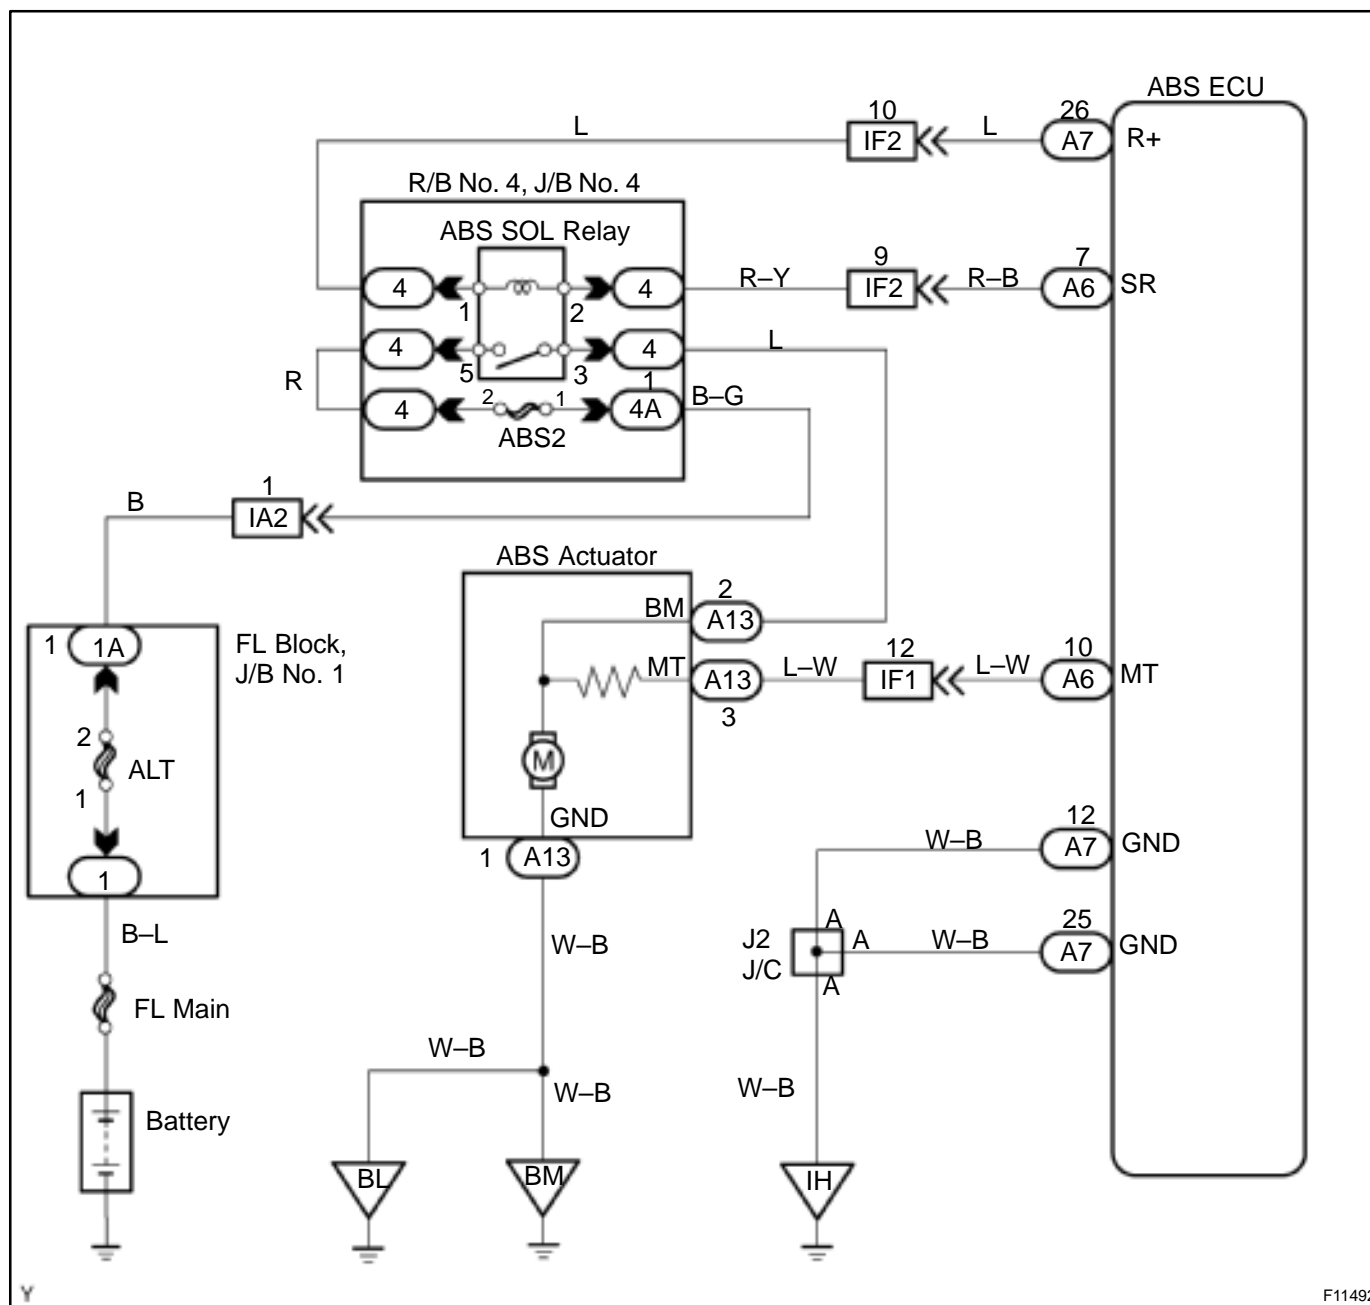 ABS ECU
10
26
L
IF2
L
A7
R+
R/B No. 4, J/B No. 4
ABS SOL Relay
9
7
4
4
R–Y
IF2
R–B
A6
SR
1
2
4
4
L
5
3
1
R
4
2
1
4A
B–G
ABS2
1
B
IA2
ABS Actuator
2
BM
A13
1
1A
FL Block,
J/B No. 1
12
10
MT
A13
L–W
IF1
L–W
A6
MT
3
2
ALT
M
1
GND
12
1
A13
W–B
A7
GND
1
25
B–L
W–B
J2
J/C
A
A
A
W–B
A7
GND
FL Main
W–B
W–B
W–B
Battery
BL
BM
IH
Y
F11492